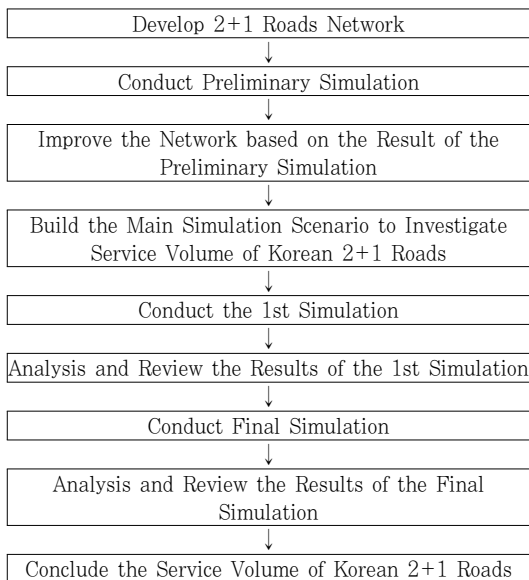 Develop 2+1 Roads Network
Conduct Preliminary Simulation
Improve the Network based on the Result of the
Preliminary Simulation
Build the Main Simulation Scenario to Investigate
Service Volume of Korean 2+1 Roads
Conduct the 1st Simulation
Analysis and Review the Results of the 1st Simulation
Conduct Final Simulation
Analysis and Review the Results of the Final
Simulation
Conclude the Service Volume of Korean 2+1 Roads